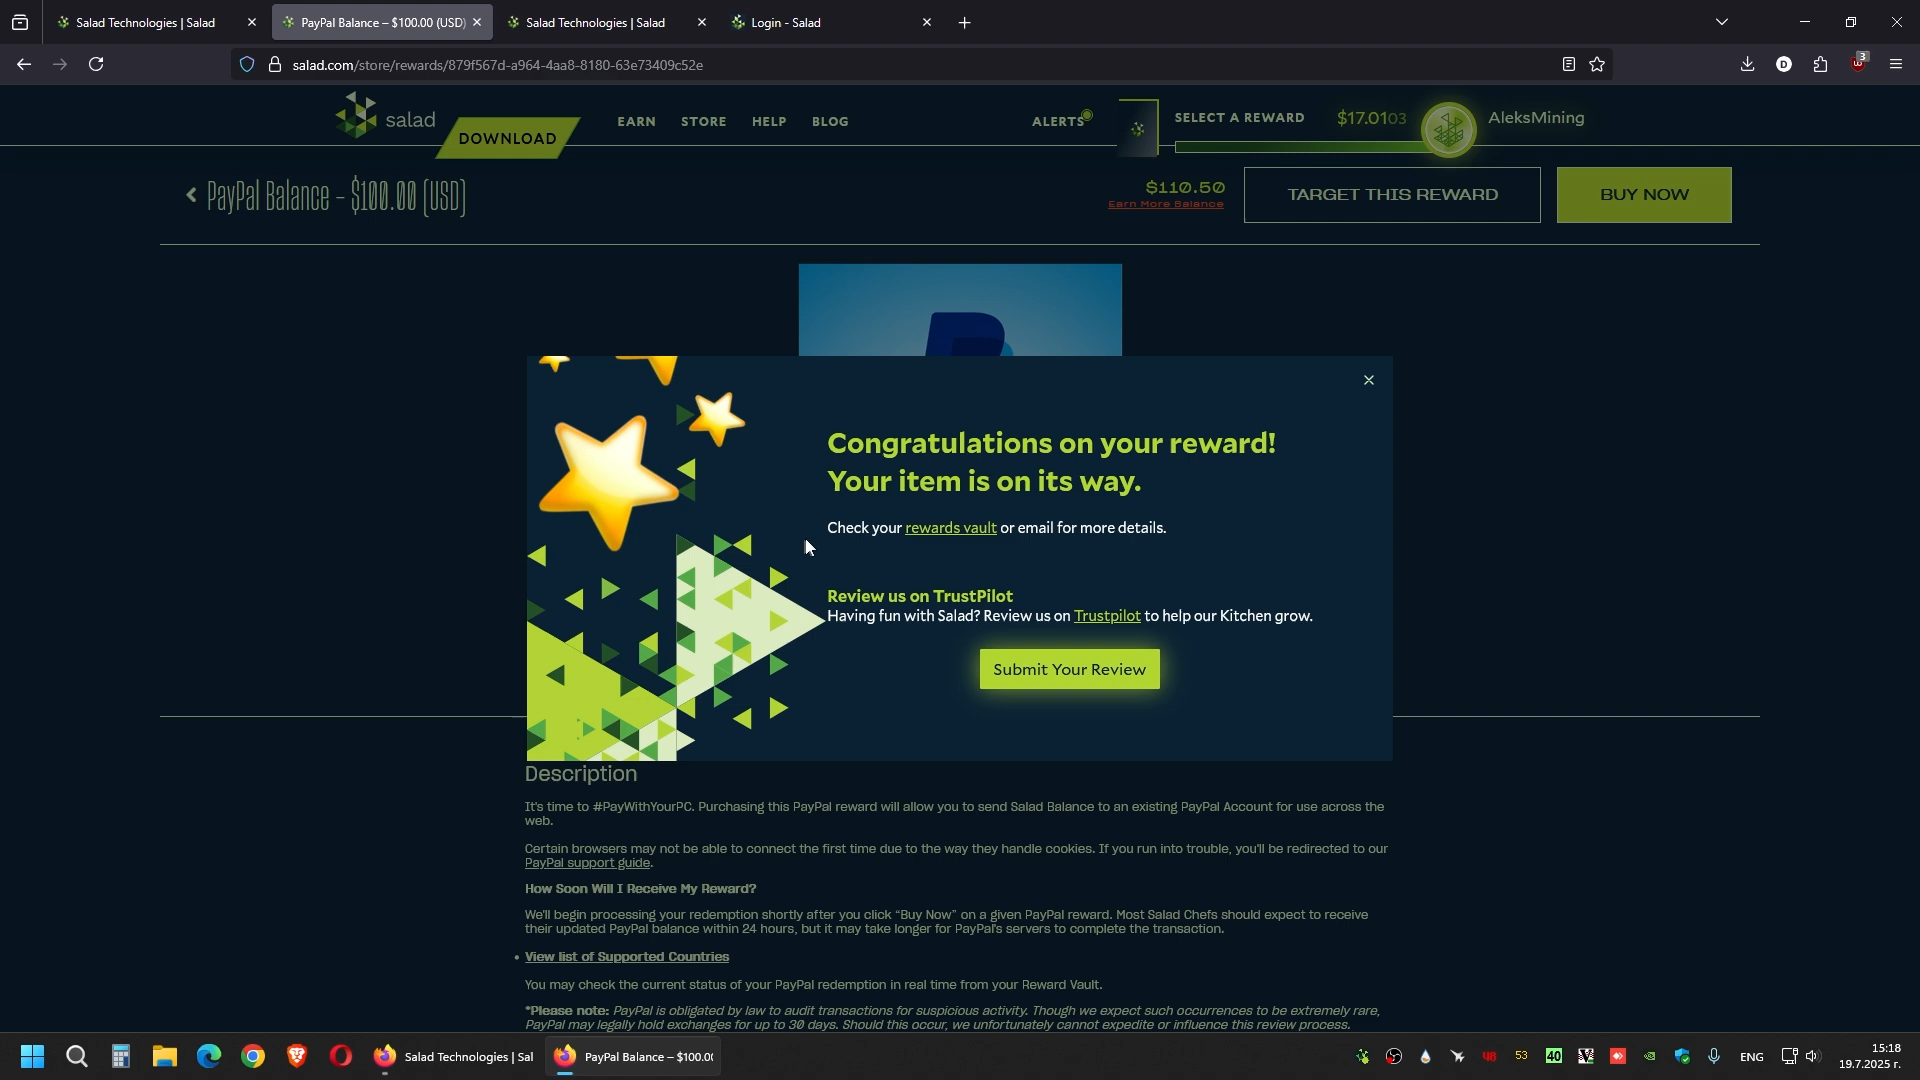 Salad Technologies | Salad
PayPal Balance – $100.00 (USD)
Salad Technologies | Salad
Login - Salad
salad.com/store/rewards/879f567d-a964-4aa8-8180-63e73409c52e
D
3
salad
DOWNLOAD
EARN
STORE
HELP
BLOG
ALERTS
SELECT A REWARD
$17.0103
AleksMining
PayPal Balance – $100.00 (USD)
$110.50
Earn More Balance
TARGET THIS REWARD
BUY NOW
Congratulations on your reward!
Your item is on its way.
Check your rewards vault or email for more details.
Review us on TrustPilot
Having fun with Salad? Review us on Trustpilot to help our Kitchen grow.
Submit Your Review
Description
It's time to #PayWithYourPC. Purchasing this PayPal reward will allow you to send Salad Balance to an existing PayPal Account for use across the
web.
Certain browsers may not be able to connect the first time due to the way they handle cookies. If you run into trouble, you'll be redirected to our
PayPal support guide.
How Soon Will I Receive My Reward?
We'll begin processing your redemption shortly after you click “Buy Now” on a given PayPal reward. Most Salad Chefs should expect to receive
their updated PayPal balance within 24 hours, but it may take longer for PayPal's servers to complete the transaction.
• View list of Supported Countries
You may check the current status of your PayPal redemption in real time from your Reward Vault.
*Please note: PayPal is obligated by law to audit transactions for suspicious activity. Though we expect such occurrences to be extremely rare,
PayPal may legally hold exchanges for up to 30 days. Should this occur, we unfortunately cannot expedite or influence this review process.
Salad Technologies | Sal
PayPal Balance – $100.00
48
53
40
ENG
15:18
19.7.2025 г.